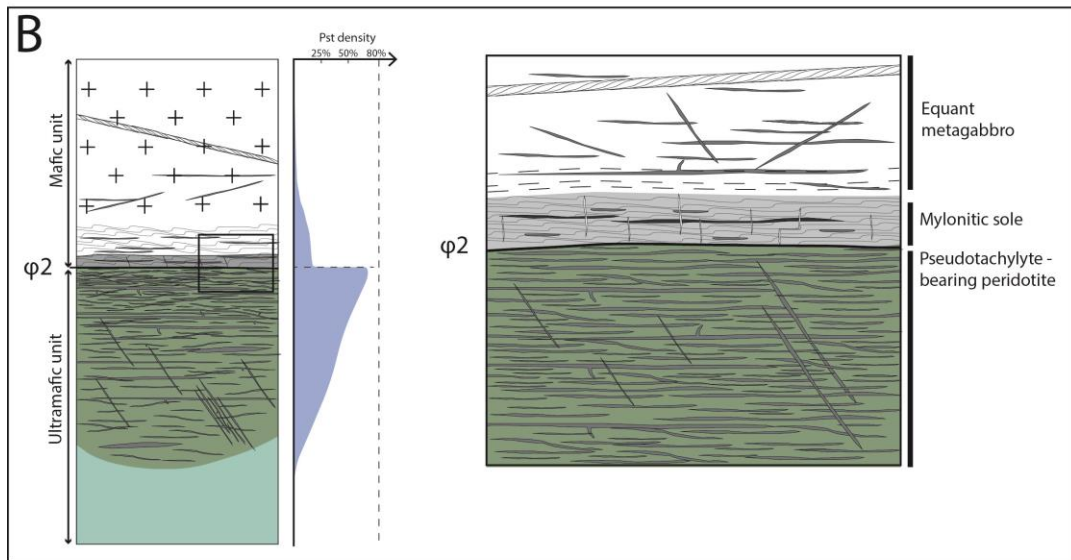 B
Pst density
25% 50% 80%
Mafic unit
φ2
Ultramafic unit
φ2
Equant
metagabbro
Mylonitic sole
Pseudotachylyte -
bearing peridotite